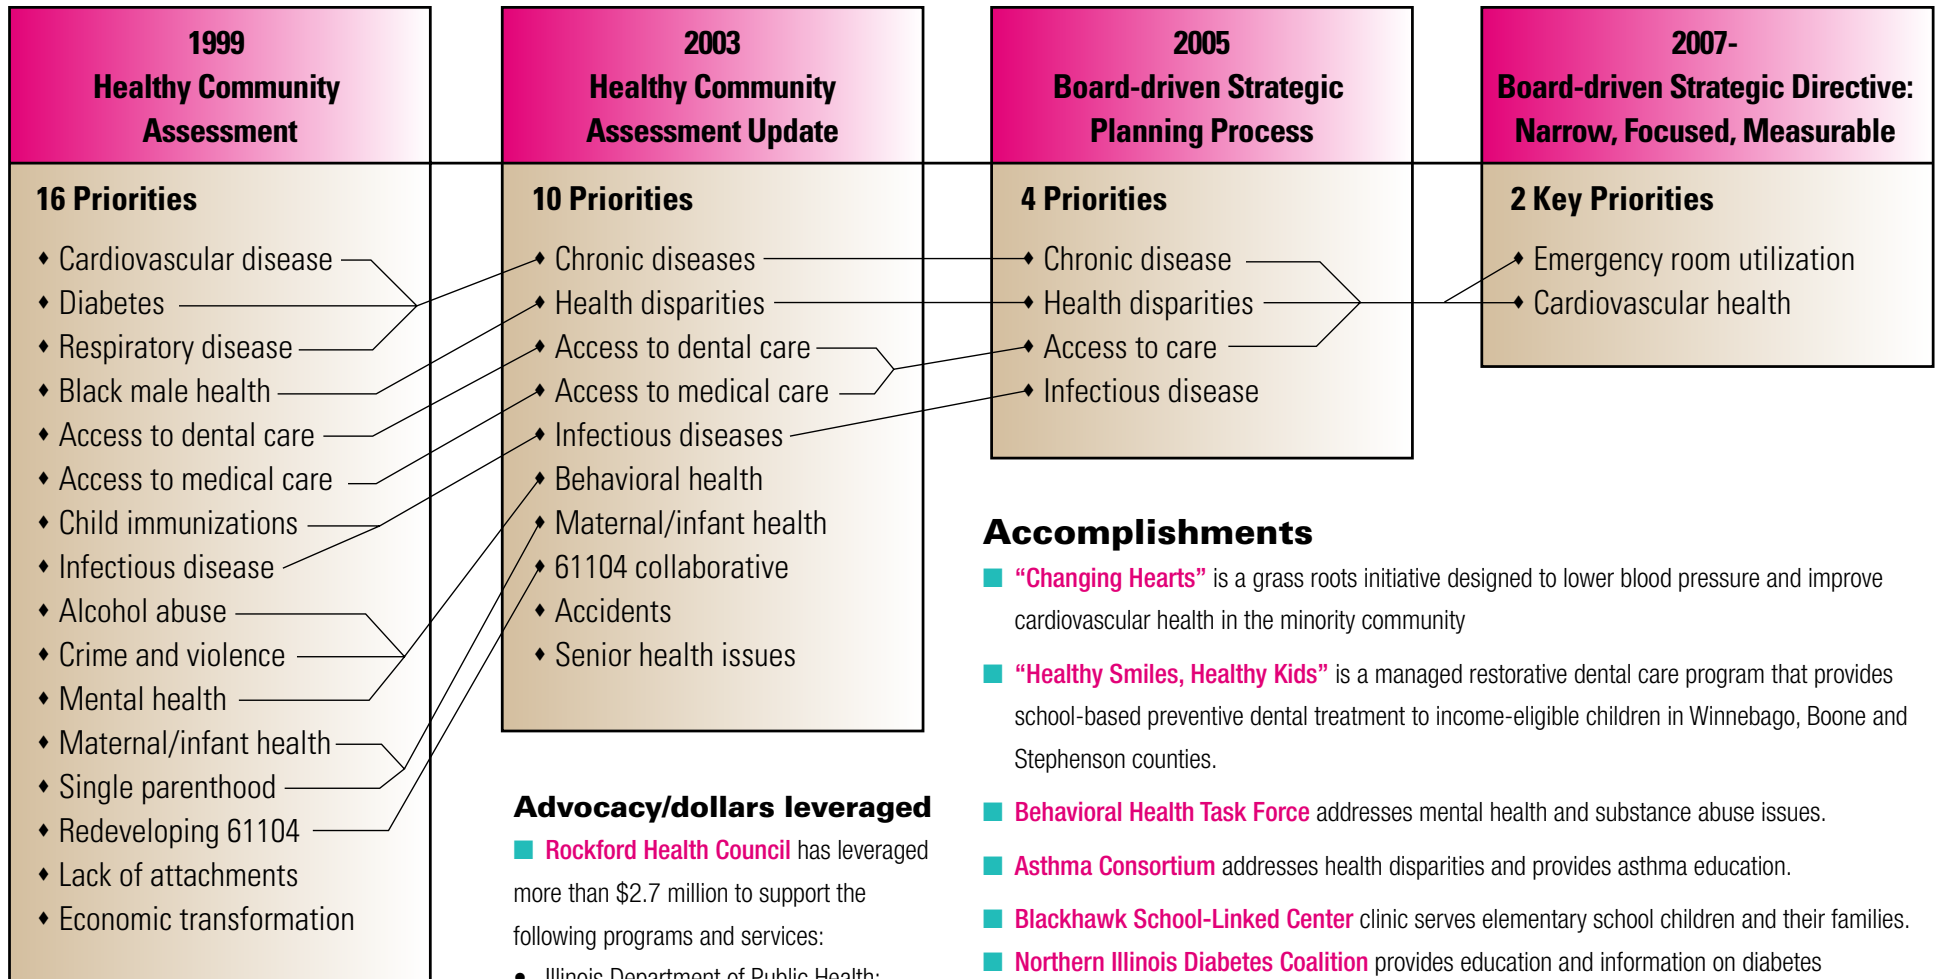 1999
Healthy Community
Assessment
16 Priorities
♦ Cardiovascular disease
♦ Diabetes
♦ Respiratory disease
♦ Black male health
♦ Access to dental care
♦ Access to medical care
♦ Child immunizations
♦ Infectious disease
♦ Alcohol abuse
♦ Crime and violence
♦ Mental health
♦ Maternal/infant health
♦ Single parenthood
♦ Redeveloping 61104
♦ Lack of attachments
♦ Economic transformation
2003
Healthy Community
Assessment Update
10 Priorities
♦ Chronic diseases
♦ Health disparities
♦ Access to dental care
♦ Access to medical care
♦ Infectious diseases
♦ Behavioral health
♦ Maternal/infant health
♦ 61104 collaborative
♦ Accidents
♦ Senior health issues
2005
Board-driven Strategic
Planning Process
4 Priorities
♦ Chronic disease
♦ Health disparities
♦ Access to care
♦ Infectious disease
2007-
Board-driven Strategic Directive:
Narrow, Focused, Measurable
2 Key Priorities
♦ Emergency room utilization
♦ Cardiovascular health
Advocacy/dollars leveraged
■ Rockford Health Council has leveraged
more than $2.7 million to support the
following programs and services:
• Illinois Department of Public Health:
Accomplishments
■ “Changing Hearts” is a grass roots initiative designed to lower blood pressure and improve
cardiovascular health in the minority community
■ “Healthy Smiles, Healthy Kids” is a managed restorative dental care program that provides
school-based preventive dental treatment to income-eligible children in Winnebago, Boone and
Stephenson counties.
■ Behavioral Health Task Force addresses mental health and substance abuse issues.
■ Asthma Consortium addresses health disparities and provides asthma education.
■ Blackhawk School-Linked Center clinic serves elementary school children and their families.
■ Northern Illinois Diabetes Coalition provides education and information on diabetes